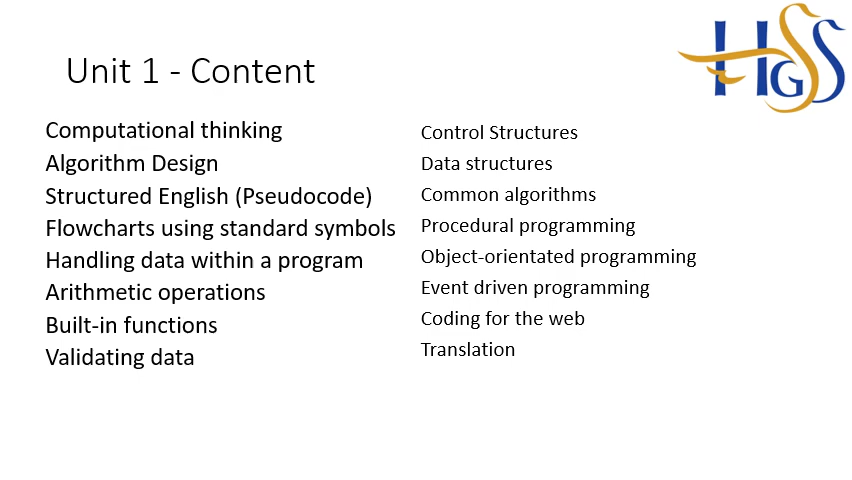 HGSS
Unit 1 - Content
Computational thinking
Algorithm Design
Structured English (Pseudocode)
Flowcharts using standard symbols
Handling data within a program
Arithmetic operations
Built-in functions
Validating data
Control Structures
Data structures
Common algorithms
Procedural programming
Object-orientated programming
Event driven programming
Coding for the web
Translation